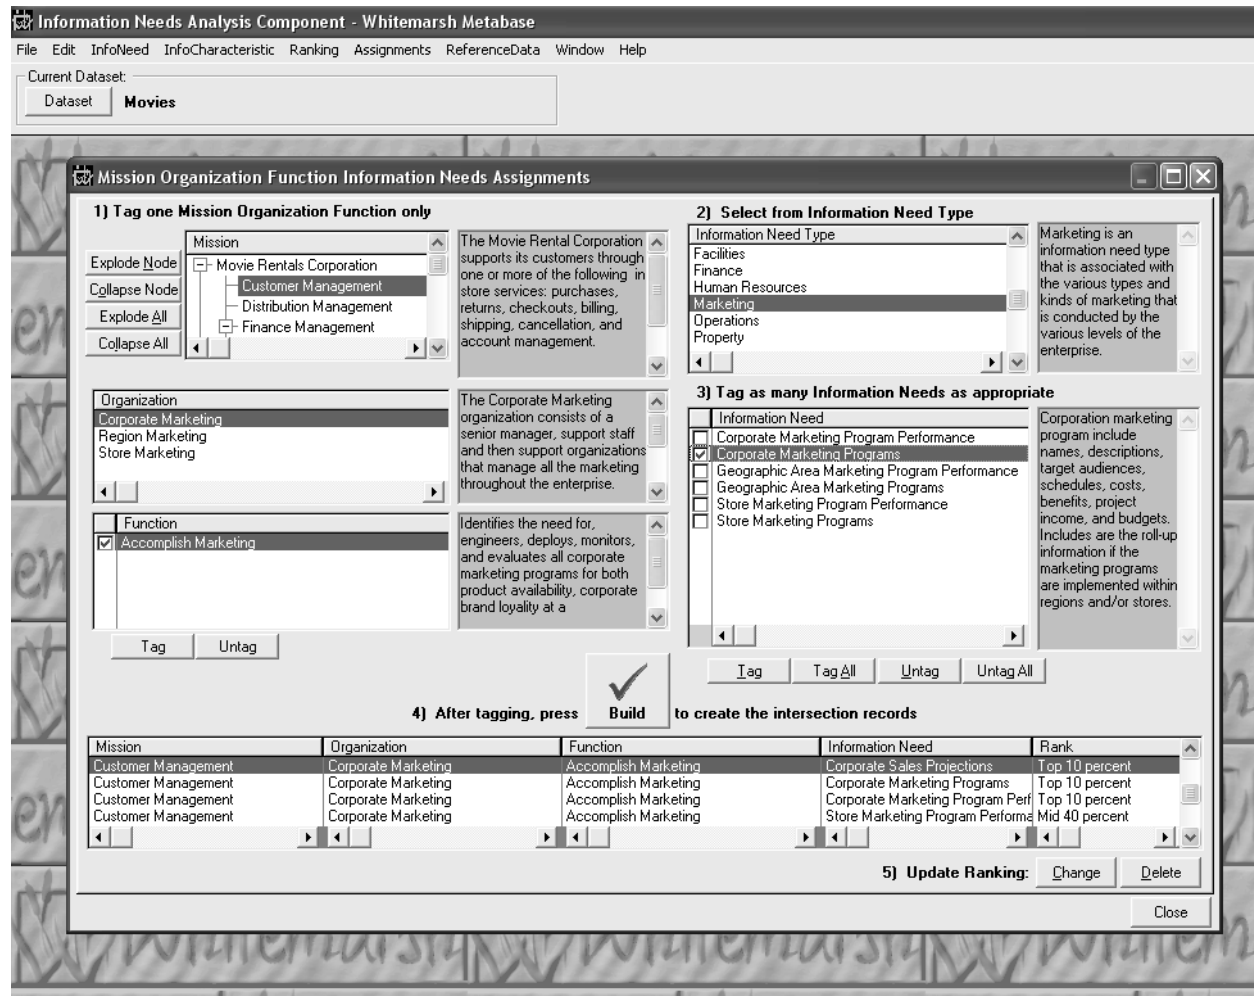 Information Needs Analysis Component - Whitemarsh Metabase
File Edit InfoNeed InfoCharacteristic Ranking Assignments ReferenceData Window Help
Current Dataset:
Dataset Movies
Mission Organization Function Information Needs Assignments
1) Tag one Mission Organization Function only
Explode Node
Collapse Node
Explode All
Collapse All
Mission
Movie Rentals Corporation
Customer Management
Distribution Management
Finance Management
The Movie Rental Corporation
supports its customers through
one or more of the following in
store services: purchases,
returns, checkouts, billing,
shipping, cancellation, and
account management.
Organization
Corporate Marketing
Region Marketing
Store Marketing
The Corporate Marketing
organization consists of a
senior manager, support staff
and then support organizations
that manage all the marketing
throughout the enterprise.
Function
Accomplish Marketing
Identifies the need for,
engineers, deploys, monitors,
and evaluates all corporate
marketing programs for both
product availability, corporate
brand loyality at a
Tag Untag
2) Select from Information Need Type
Information Need Type
Facilities
Finance
Human Resources
Marketing
Operations
Property
Marketing is an
information need type
that is associated with
the various types and
kinds of marketing that
is conducted by the
various levels of the
enterprise.
3) Tag as many Information Needs as appropriate
Information Need
Corporate Marketing Program Performance
Corporate Marketing Programs
Geographic Area Marketing Program Performance
Geographic Area Marketing Programs
Store Marketing Program Performance
Store Marketing Programs
Corporation marketing
program include
names, descriptions,
target audiences,
schedules, costs,
benefits, project
income, and budgets.
Includes are the roll-up
information if the
marketing programs
are implemented within
regions and/or stores.
Tag Tag All Untag Untag All
4) After tagging, press Build to create the intersection records
Mission Organization Function Information Need Rank
Customer Management Corporate Marketing Accomplish Marketing Corporate Sales Projections Top 10 percent
Customer Management Corporate Marketing Accomplish Marketing Corporate Marketing Programs Top 10 percent
Customer Management Corporate Marketing Accomplish Marketing Corporate Marketing Program Perf Top 10 percent
Customer Management Corporate Marketing Accomplish Marketing Store Marketing Program Performa Mid 40 percent
5) Update Ranking: Change Delete
Close
Whitemarsh